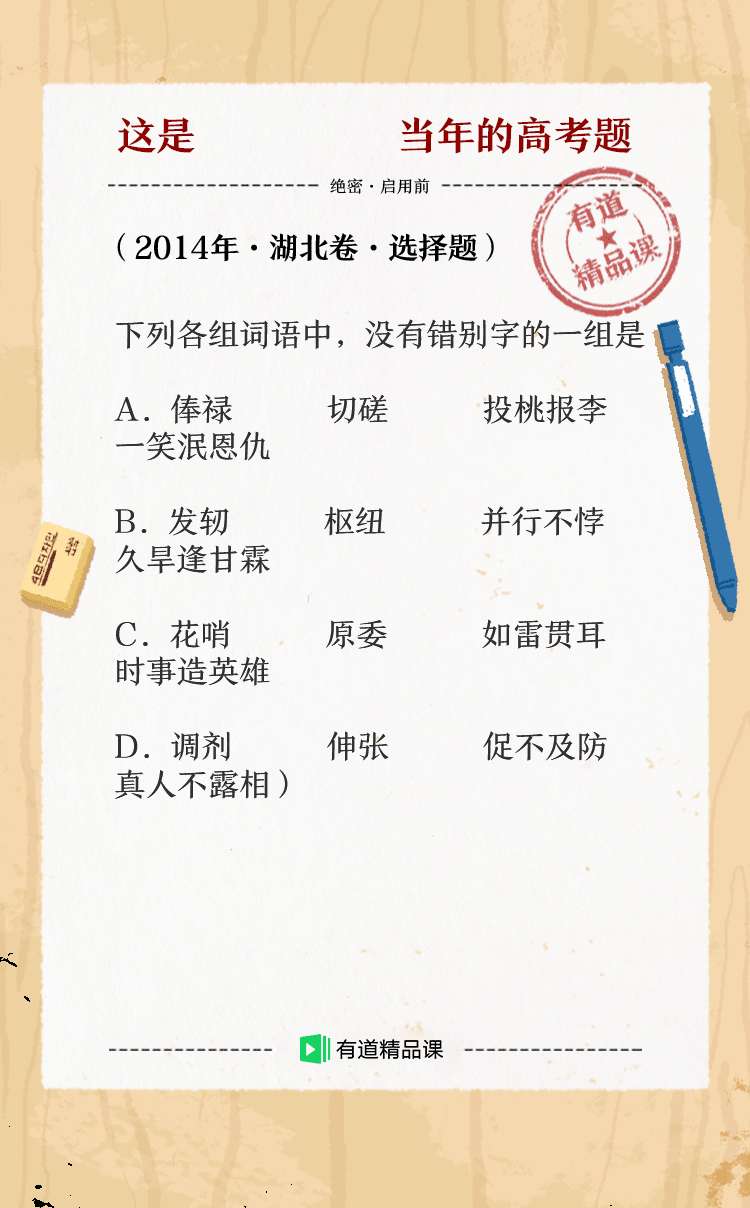 这是 当年的高考题
绝密·启用前
有道
精品课
（2014年·湖北卷·选择题）
下列各组词语中，没有错别字的一组是
A．俸禄 切磋 投桃报李
一笑泯恩仇
B．发轫 枢纽 并行不悖
久旱逢甘霖
C．花哨 原委 如雷贯耳
时事造英雄
D．调剂 伸张 促不及防
真人不露相）
有道精品课